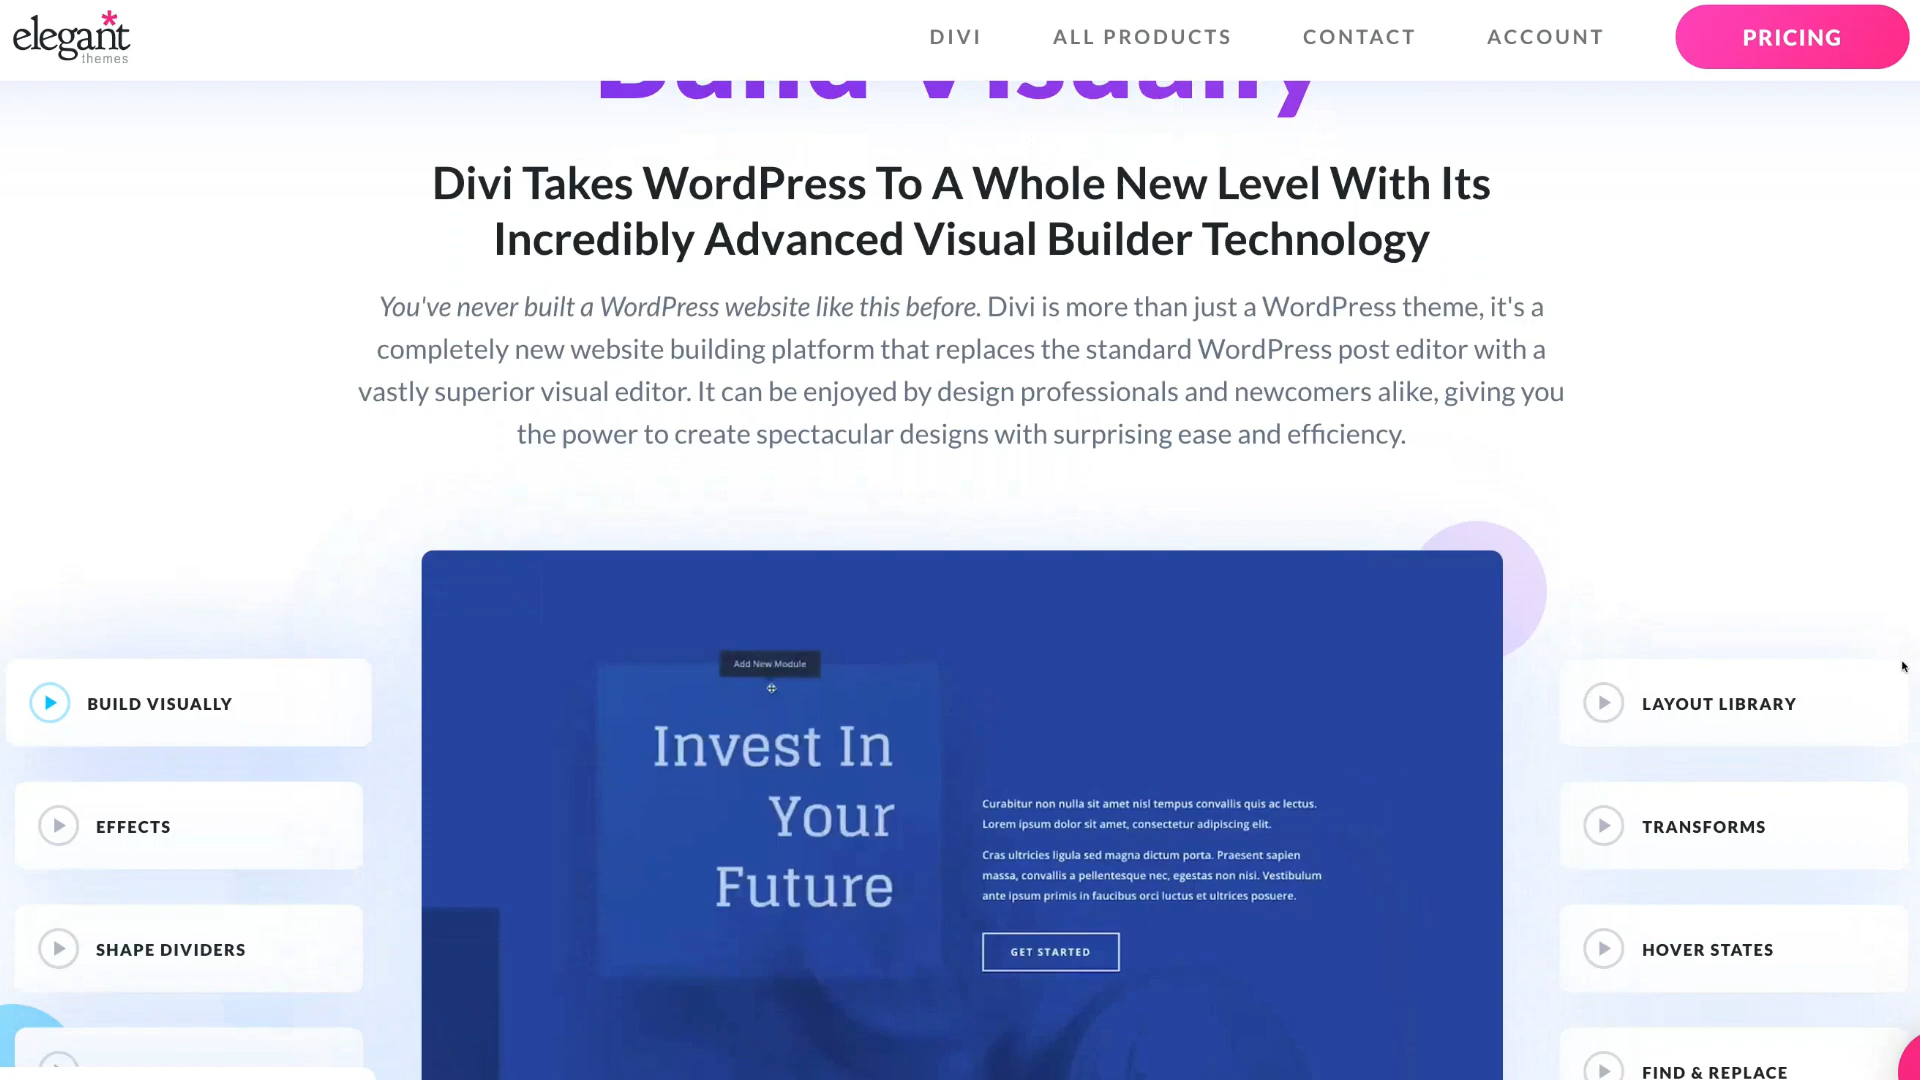 elegant
themes
DIVI
ALL PRODUCTS
CONTACT
ACCOUNT
PRICING
Build Visually
Divi Takes WordPress To A Whole New Level With Its
Incredibly Advanced Visual Builder Technology
You've never built a WordPress website like this before. Divi is more than just a WordPress theme, it's a
completely new website building platform that replaces the standard WordPress post editor with a
vastly superior visual editor. It can be enjoyed by design professionals and newcomers alike, giving you
the power to create spectacular designs with surprising ease and efficiency.
BUILD VISUALLY
EFFECTS
SHAPE DIVIDERS
Add New Module
Invest In
Your
Future
Curabitur non nulla sit amet nisl tempus convallis quis ac lectus.
Lorem ipsum dolor sit amet, consectetur adipiscing elit.
Cras ultricies ligula sed magna dictum porta. Praesent sapien
massa, convallis a pellentesque nec, egestas non nisi. Vestibulum
ante ipsum primis in faucibus orci luctus et ultrices posuere.
GET STARTED
LAYOUT LIBRARY
TRANSFORMS
HOVER STATES
FIND & REPLACE